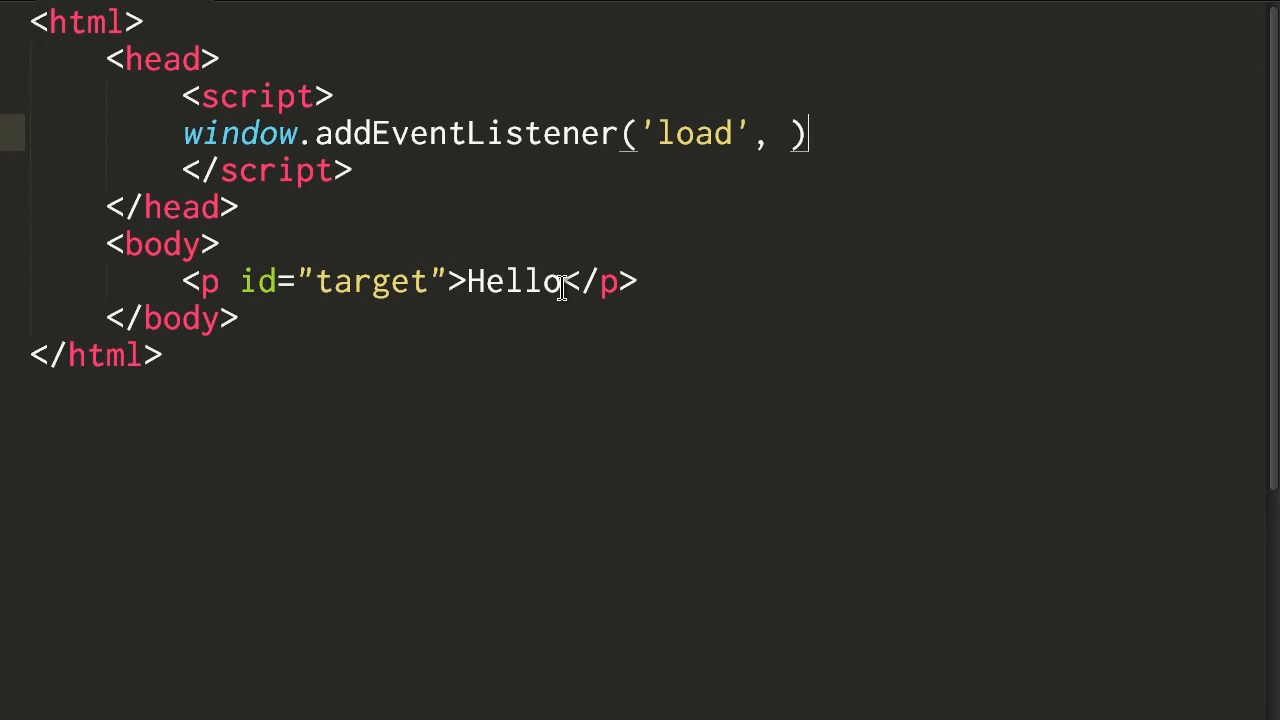 <html>
<head>
<script>
window.addEventListener('load', )
</script>
</head>
<body>
<p id="target">Hello</p>
</body>
</html>